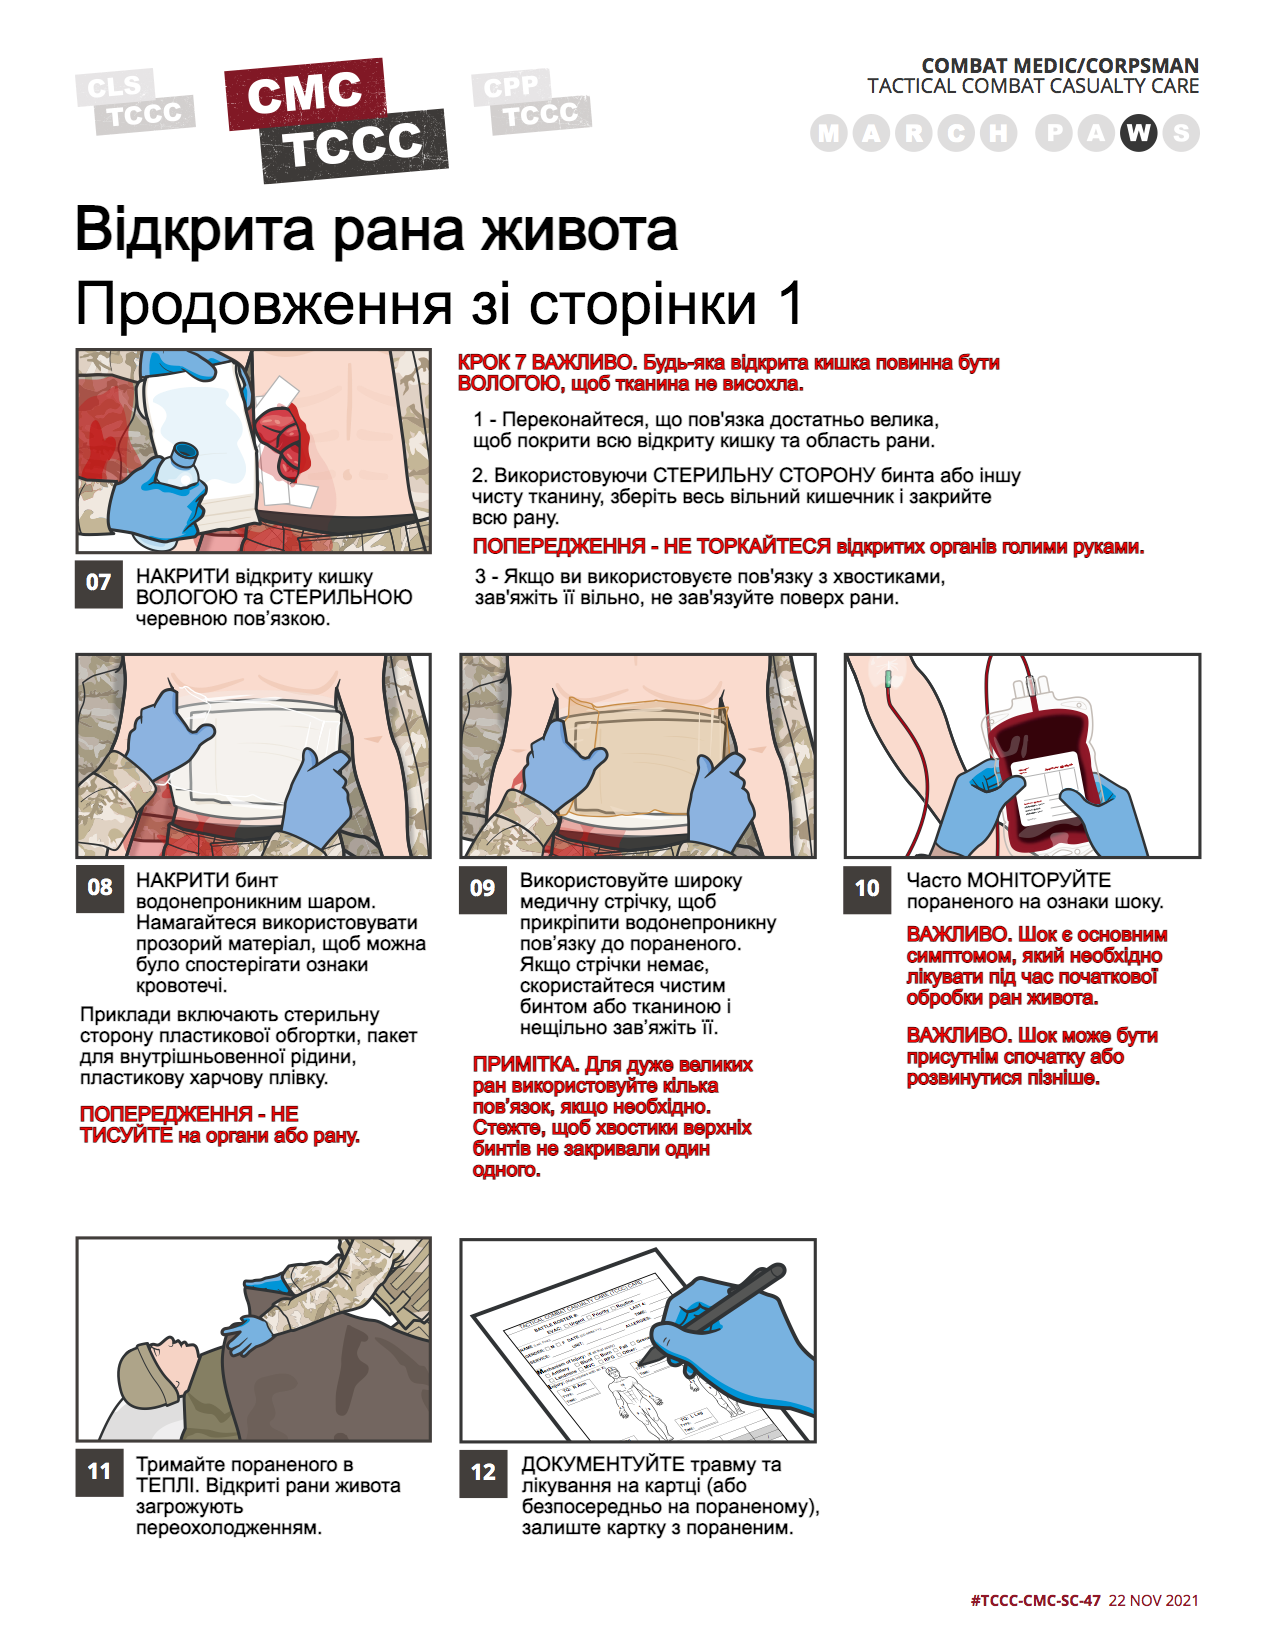 CLS
TCCC
CMC
TCCC
CPP
TCCC
COMBAT MEDIC/CORPSMAN
TACTICAL COMBAT CASUALTY CARE
M A R C H P A W S
Відкрита рана живота
Продовження зі сторінки 1
КРОК 7 ВАЖЛИВО. Будь-яка відкрита кишка повинна бути
ВОЛОГОЮ, щоб тканина не висохла.
1 - Переконайтеся, що пов'язка достатньо велика,
щоб покрити всю відкриту кишку та область рани.
2. Використовуючи СТЕРИЛЬНУ СТОРОНУ бинта або іншу
чисту тканину, зберіть весь вільний кишечник і закрийте
всю рану.
ПОПЕРЕДЖЕННЯ - НЕ ТОРКАЙТЕСЯ відкритих органів голими руками.
3 - Якщо ви використовуєте пов'язку з хвостиками,
зав'яжіть її вільно, не зав'язуйте поверх рани.
07
НАКРИТИ відкриту кишку
ВОЛОГОЮ та СТЕРИЛЬНОЮ
черевною пов’язкою.
08
НАКРИТИ бинт
водонепроникним шаром.
Намагайтеся використовувати
прозорий матеріал, щоб можна
було спостерігати ознаки
кровотечі.
Приклади включають стерильну
сторону пластикової обгортки, пакет
для внутрішньовенної рідини,
пластикову харчову плівку.
ПОПЕРЕДЖЕННЯ - НЕ
ТИСУЙТЕ на органи або рану.
09
Використовуйте широку
медичну стрічку, щоб
прикріпити водонепроникну
пов’язку до пораненого.
Якщо стрічки немає,
скористайтеся чистим
бинтом або тканиною і
нещільно зав’яжіть її.
ПРИМІТКА. Для дуже великих
ран використовуйте кілька
пов’язок, якщо необхідно.
Стежте, щоб хвостики верхніх
бинтів не закривали один
одного.
10
Часто МОНІТОРУЙТЕ
пораненого на ознаки шоку.
ВАЖЛИВО. Шок є основним
симптомом, який необхідно
лікувати під час початкової
обробки ран живота.
ВАЖЛИВО. Шок може бути
присутнім спочатку або
розвинутися пізніше.
TACTICAL COMBAT CASUALTY CARE (TCCC) CARD
BATTLE ROSTER #:
EVAC: Urgent Priority Routine
11
Тримайте пораненого в
ТЕПЛІ. Відкриті рани живота
загрожують
переохолодженням.
12
ДОКУМЕНТУЙТЕ травму та
лікування на картці (або
безпосередньо на пораненому),
залиште картку з пораненим.
#TCCC-CMC-SC-47 22 NOV 2021